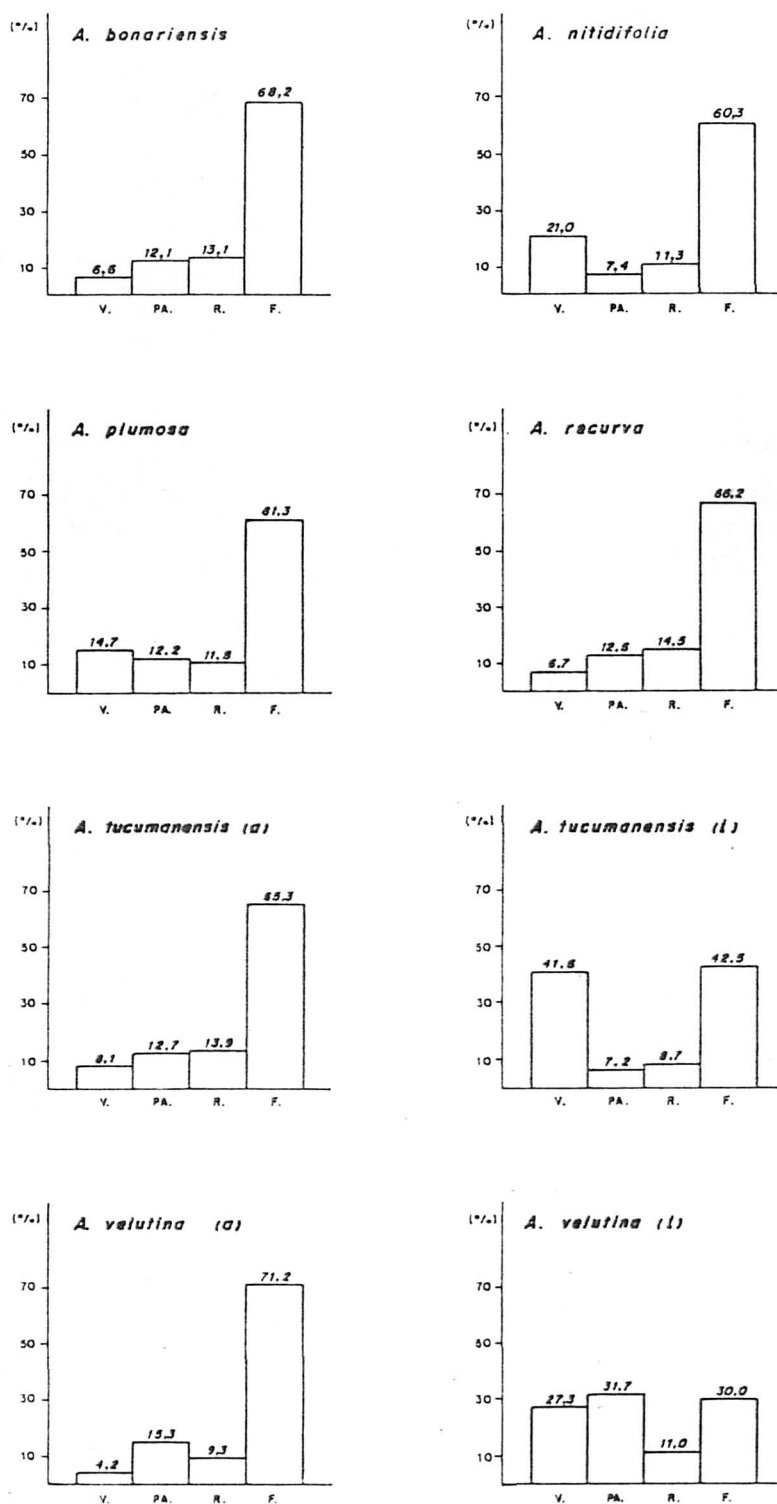 (%) A. bonariensis
70
50
30
10
6,6 12,1 13,1 68,2
V. PA. R. F.
(%) A. nitidifolia
70
50
30
10
21,0 7,4 11,3 60,3
V. PA. R. F.
(%) A. plumosa
70
50
30
10
14,7 12,2 11,8 61,3
V. PA. R. F.
(%) A. recurva
70
50
30
10
6,7 12,6 14,5 66,2
V. PA. R. F.
(%) A. tucumanensis (a)
70
50
30
10
8,1 12,7 13,9 65,3
V. PA. R. F.
(%) A. tucumanensis (i)
70
50
30
10
41,6 7,2 8,7 42,5
V. PA. R. F.
(%) A. velutina (a)
70
50
30
10
4,2 15,3 9,3 71,2
V. PA. R. F.
(%) A. velutina (i)
70
50
30
10
27,3 31,7 11,0 30,0
V. PA. R. F.